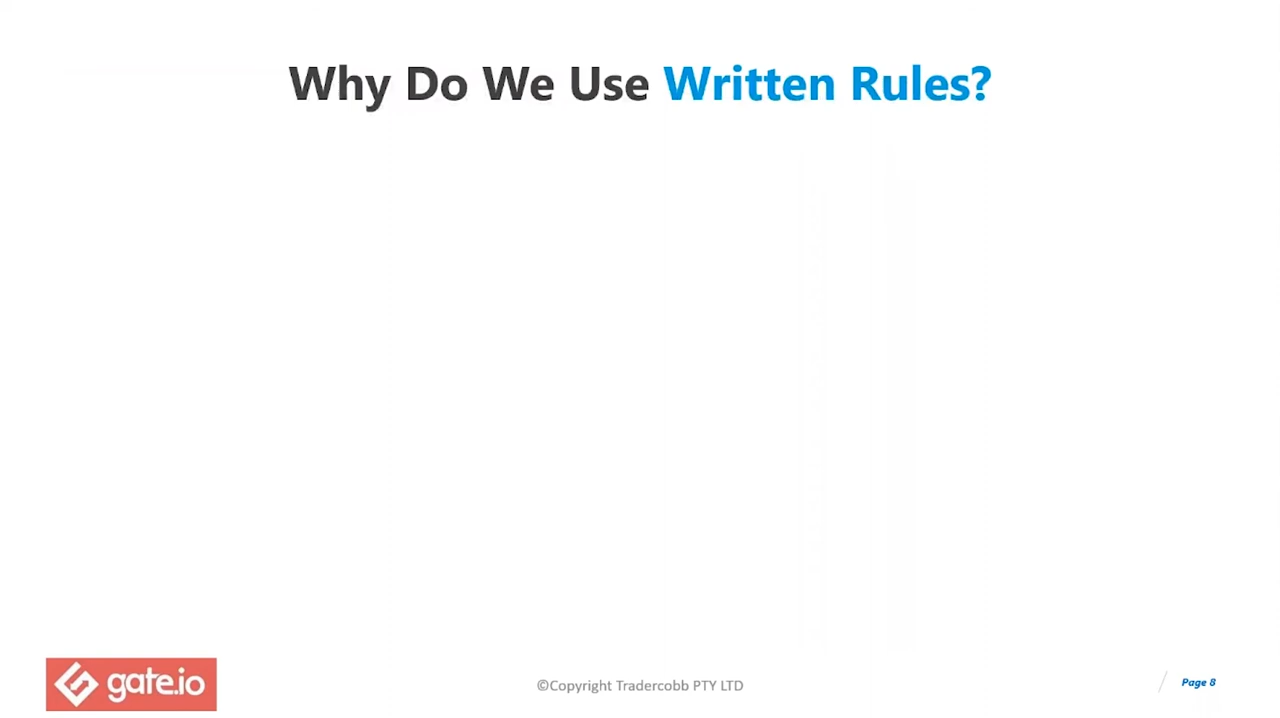 Why Do We Use Written Rules?
gate.io
©Copyright Tradercobb PTY LTD
Page 8